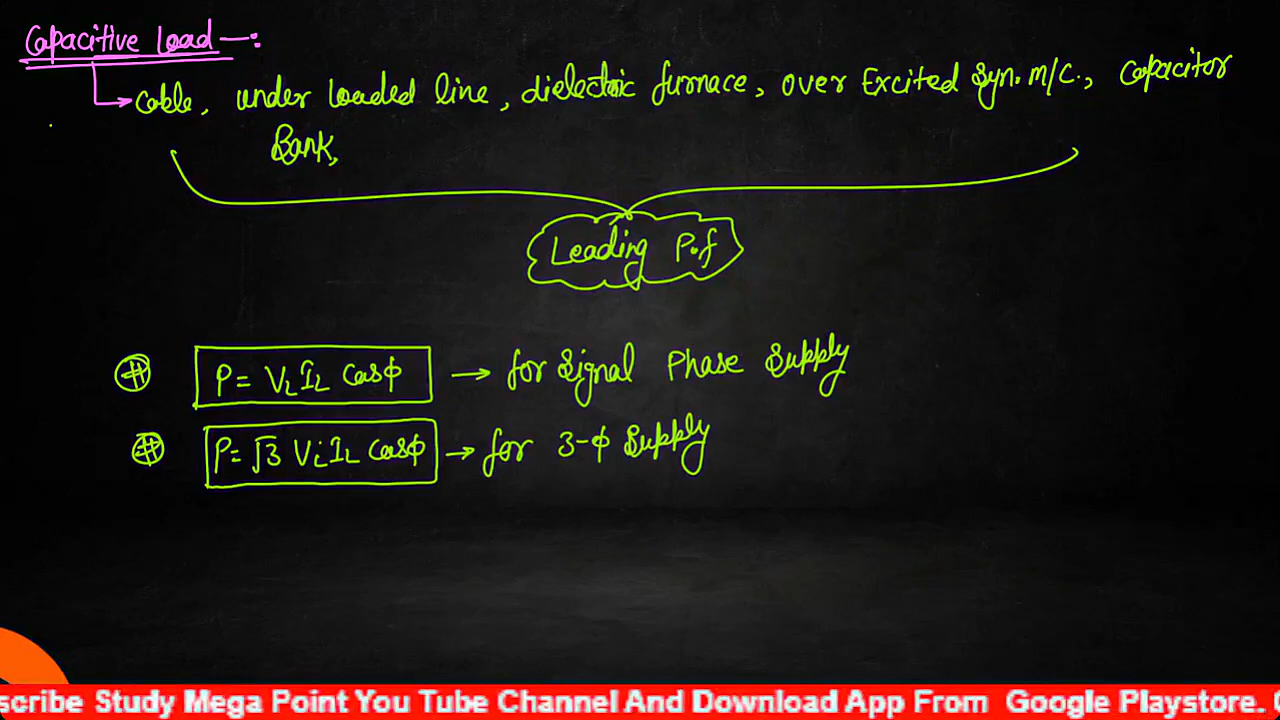 Capacitive Load —:
→ Cable, under loaded line, dielectric furnace, over Excited Syn. M/C., Capacitor
Bank,
Leading P.f
# P = VL IL Cosϕ → for Signal Phase Supply
# P = √3 VL IL Cosϕ → for 3-ϕ Supply
scribe Study Mega Point You Tube Channel And Download App From Google Playstore.